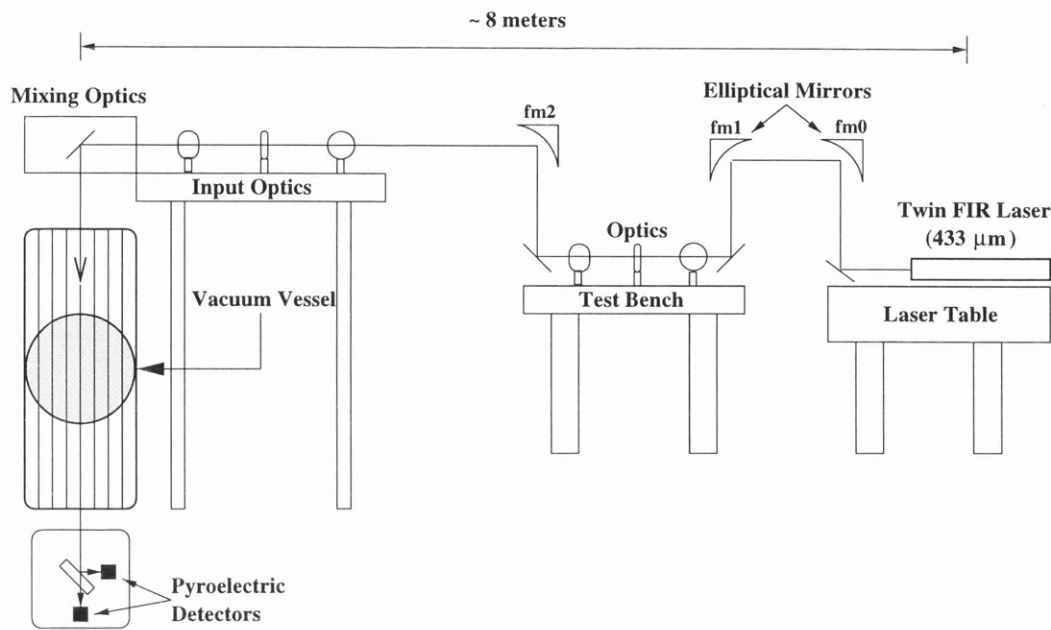 ~ 8 meters
Mixing Optics
Elliptical Mirrors
fm2
fm1
fm0
Input Optics
Twin FIR Laser
(433 μm)
Optics
Vacuum Vessel
Test Bench
Laser Table
Pyroelectric
Detectors